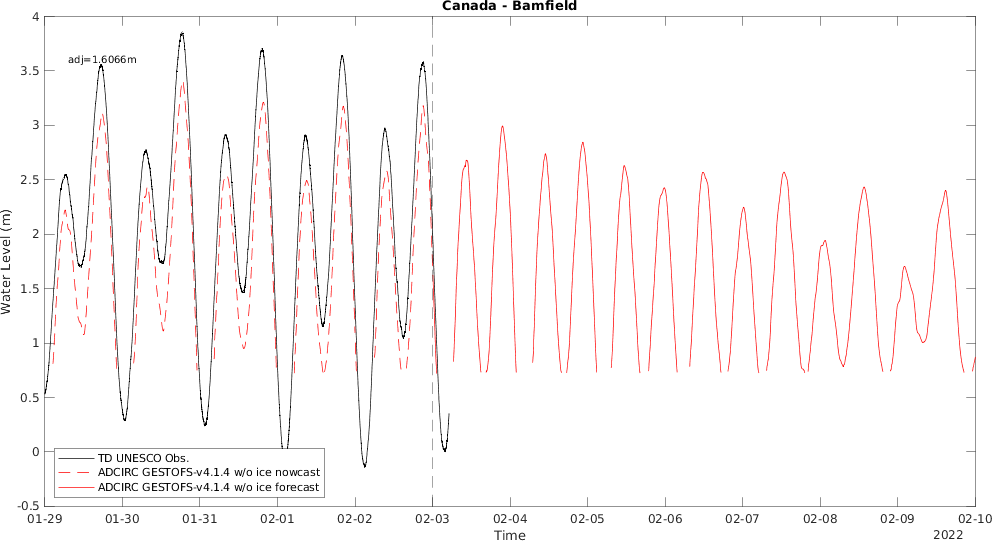 Canada - Bamfield
adj=1.6066m
4
3.5
3
2.5
2
1.5
1
0.5
0
-0.5
Water Level (m)
TD UNESCO Obs.
ADCIRC GESTOFS-v4.1.4 w/o ice nowcast
ADCIRC GESTOFS-v4.1.4 w/o ice forecast
01-29 01-30 01-31 02-01 02-02 02-03 02-04 02-05 02-06 02-07 02-08 02-09 02-10
Time
2022